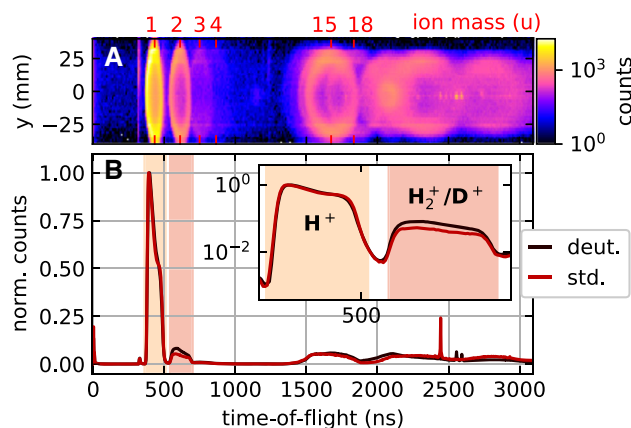 1 2 3 4 15 18 ion mass (u)
A
y (mm)
25
0
−25
10³
10⁰
counts
B
norm. counts
1.00
0.75
0.50
0.25
0.00
10⁰
10⁻²
H⁺
H₂⁺/D⁺
500
deut.
std.
0 500 1000 1500 2000 2500 3000
time-of-flight (ns)